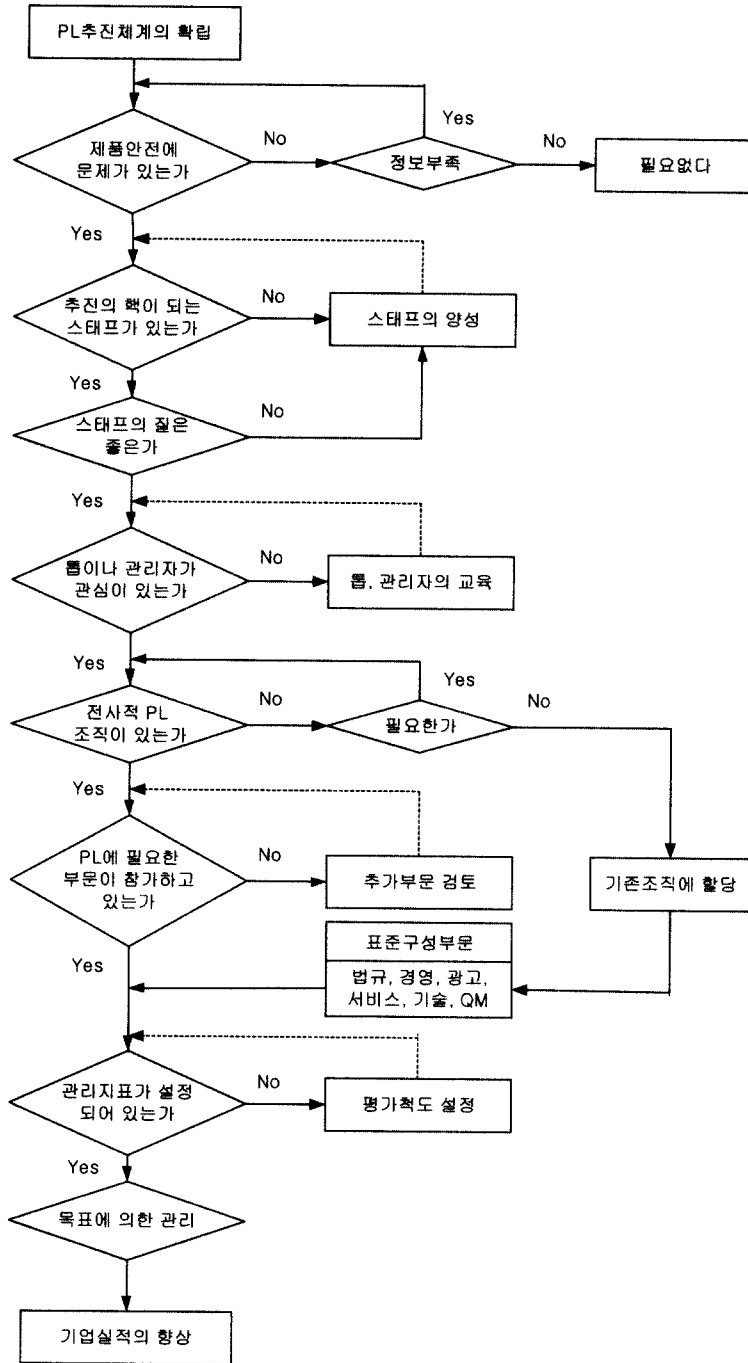 PL추진체계의 확립
Yes
제품안전에
문제가 있는가
No
정보부족
No
필요없다
Yes
추진의 핵이 되는
스태프가 있는가
No
스태프의 양성
Yes
스태프의 질은
좋은가
No
Yes
톱이나 관리자가
관심이 있는가
No
톱, 관리자의 교육
Yes
Yes
전사적 PL
조직이 있는가
No
필요한가
No
Yes
PL에 필요한
부문이 참가하고
있는가
No
추가부문 검토
기존조직에 할당
표준구성부문
법규, 경영, 광고,
서비스, 기술, QM
Yes
관리지표가 설정
되어 있는가
No
평가척도 설정
Yes
목표에 의한 관리
기업실적의 향상